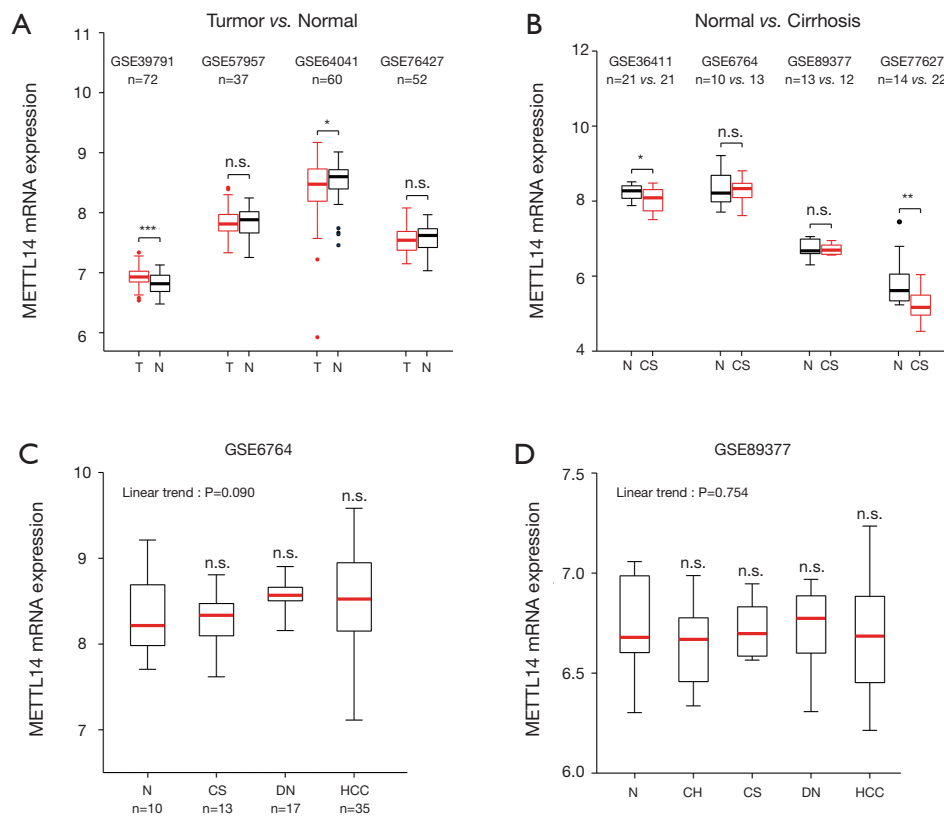 A
Turmor vs. Normal
GSE39791 GSE57957 GSE64041 GSE76427
n=72 n=37 n=60 n=52
METTL14 mRNA expression
11
10
9
8
7
6
*** n.s. * n.s.
T N T N T N T N
B
Normal vs. Cirrhosis
GSE36411 GSE6764 GSE89377 GSE77627
n=21 vs. 21 n=10 vs. 13 n=13 vs. 12 n=14 vs. 22
METTL14 mRNA expression
12
10
8
6
4
* n.s. n.s. **
N CS N CS N CS N CS
C
GSE6764
Linear trend : P=0.090
METTL14 mRNA expression
10
9
8
7
n.s. n.s. n.s.
N CS DN HCC
n=10 n=13 n=17 n=35
D
GSE89377
Linear trend : P=0.754
METTL14 mRNA expression
7.5
7.0
6.5
6.0
n.s. n.s. n.s. n.s.
N CH CS DN HCC